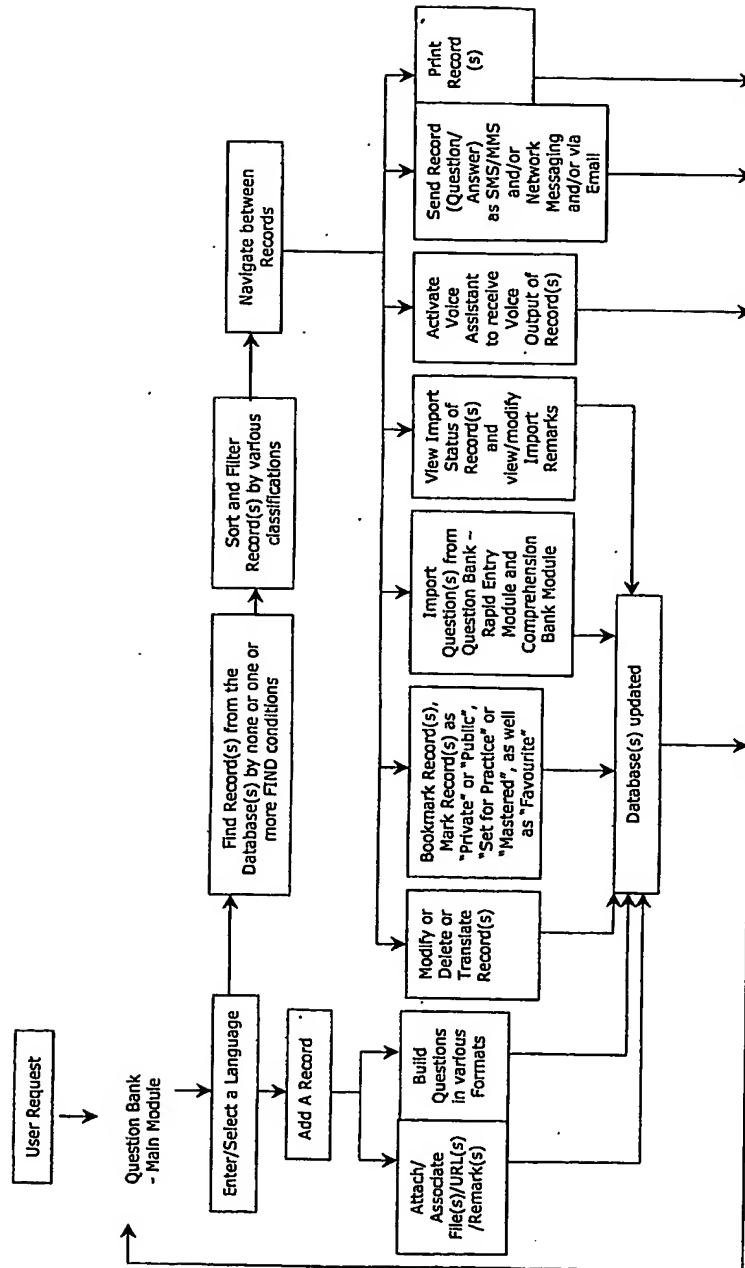 User Request
Question Bank
- Main Module
Enter/Select a Language
Find Record(s) from the
Database(s) by none or one or
more FIND conditions
Sort and Filter
Record(s) by various
classifications
Navigate between
Records
Add A Record
Attach/
Associate
File(s)/URL(s)
/Remark(s)
Build
Questions
in various
Formats
Modify or
Delete or
Translate
Record(s)
Bookmark Record(s),
Mark Record(s) as
"Private" or "Public",
"Set for Practice" or
"Mastered", as well
as "Favourite"
Import
Question(s) from
Question Bank –
Rapid Entry
Module and
Comprehension
Bank Module
View Import
Status of
Record(s)
and
view/modify
Import
Remarks
Activate
Voice
Assistant
to receive
Voice
Output of
Record(s)
Send Record
(Question/
Answer)
as SMS/MMS
and/or
Network
Messaging
and/or via
Email
Print
Record
(s)
Database(s) updated